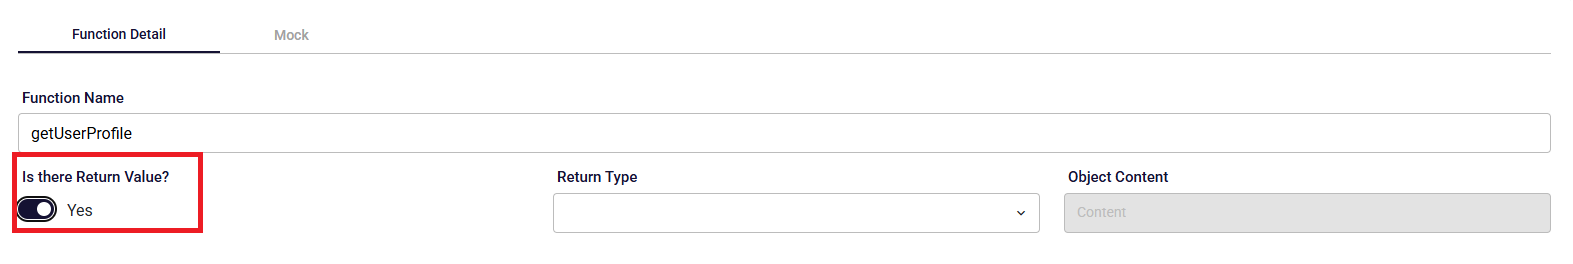 Function Detail
Mock
Function Name
getUserProfile
Is there Return Value?
Return Type
Object Content
Yes
Content